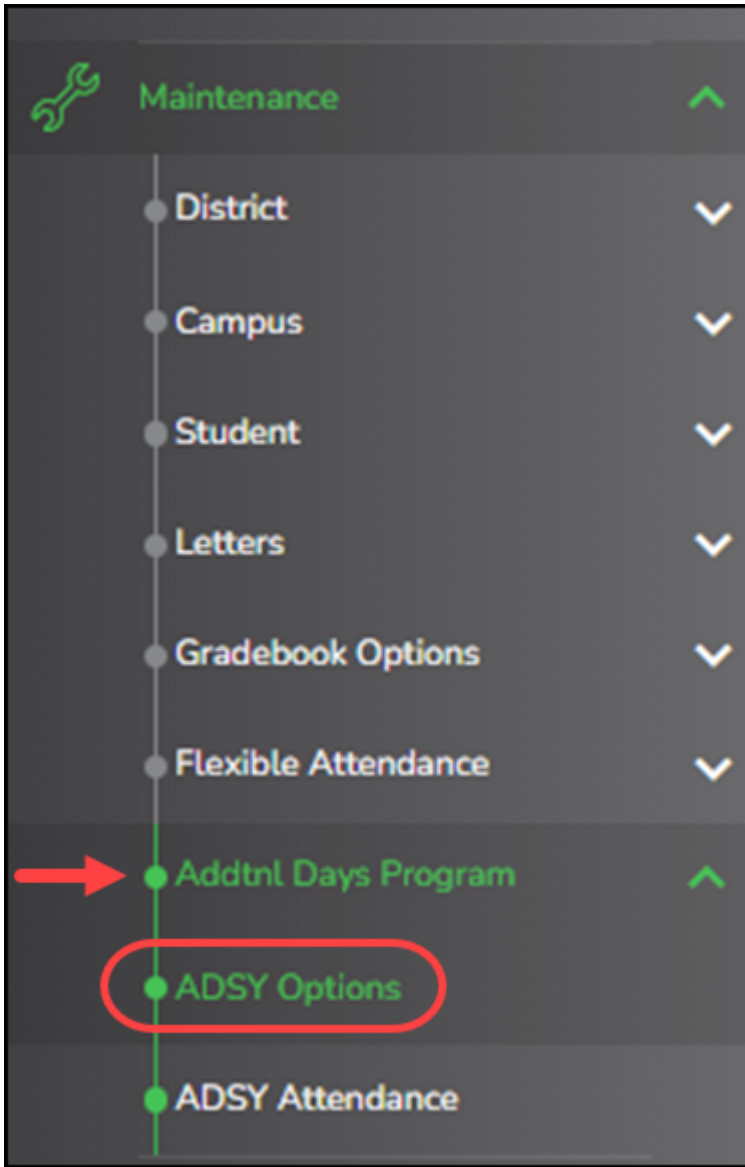 Maintenance
District
Campus
Student
Letters
Gradebook Options
Flexible Attendance
Addtnl Days Program
ADSY Options
ADSY Attendance